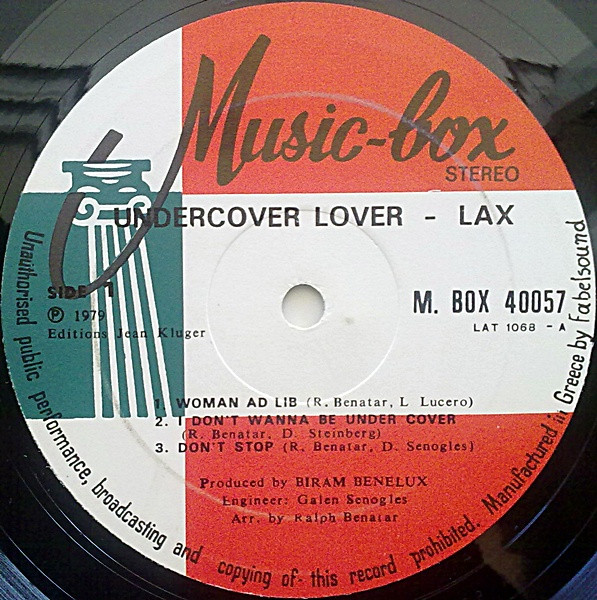 Music-box
STEREO
UNDERCOVER LOVER - LAX
SIDE 1
Ⓟ 1979
Editions Jean Kluger
M. BOX 40057
LAT 1068 - A
1. WOMAN AD LIB (R. Benatar, L. Lucero)
2. I DON'T WANNA BE UNDER COVER
(R. Benatar, D. Steinberg)
3. DON'T STOP (R. Benatar, D. Senogles)
Produced by BIRAM BENELUX
Engineer: Galen Senogles
Arr. by Ralph Benatar
Unauthorised public performance, broadcasting and copying of this record prohibited. Manufactured in Greece by Fabelsound